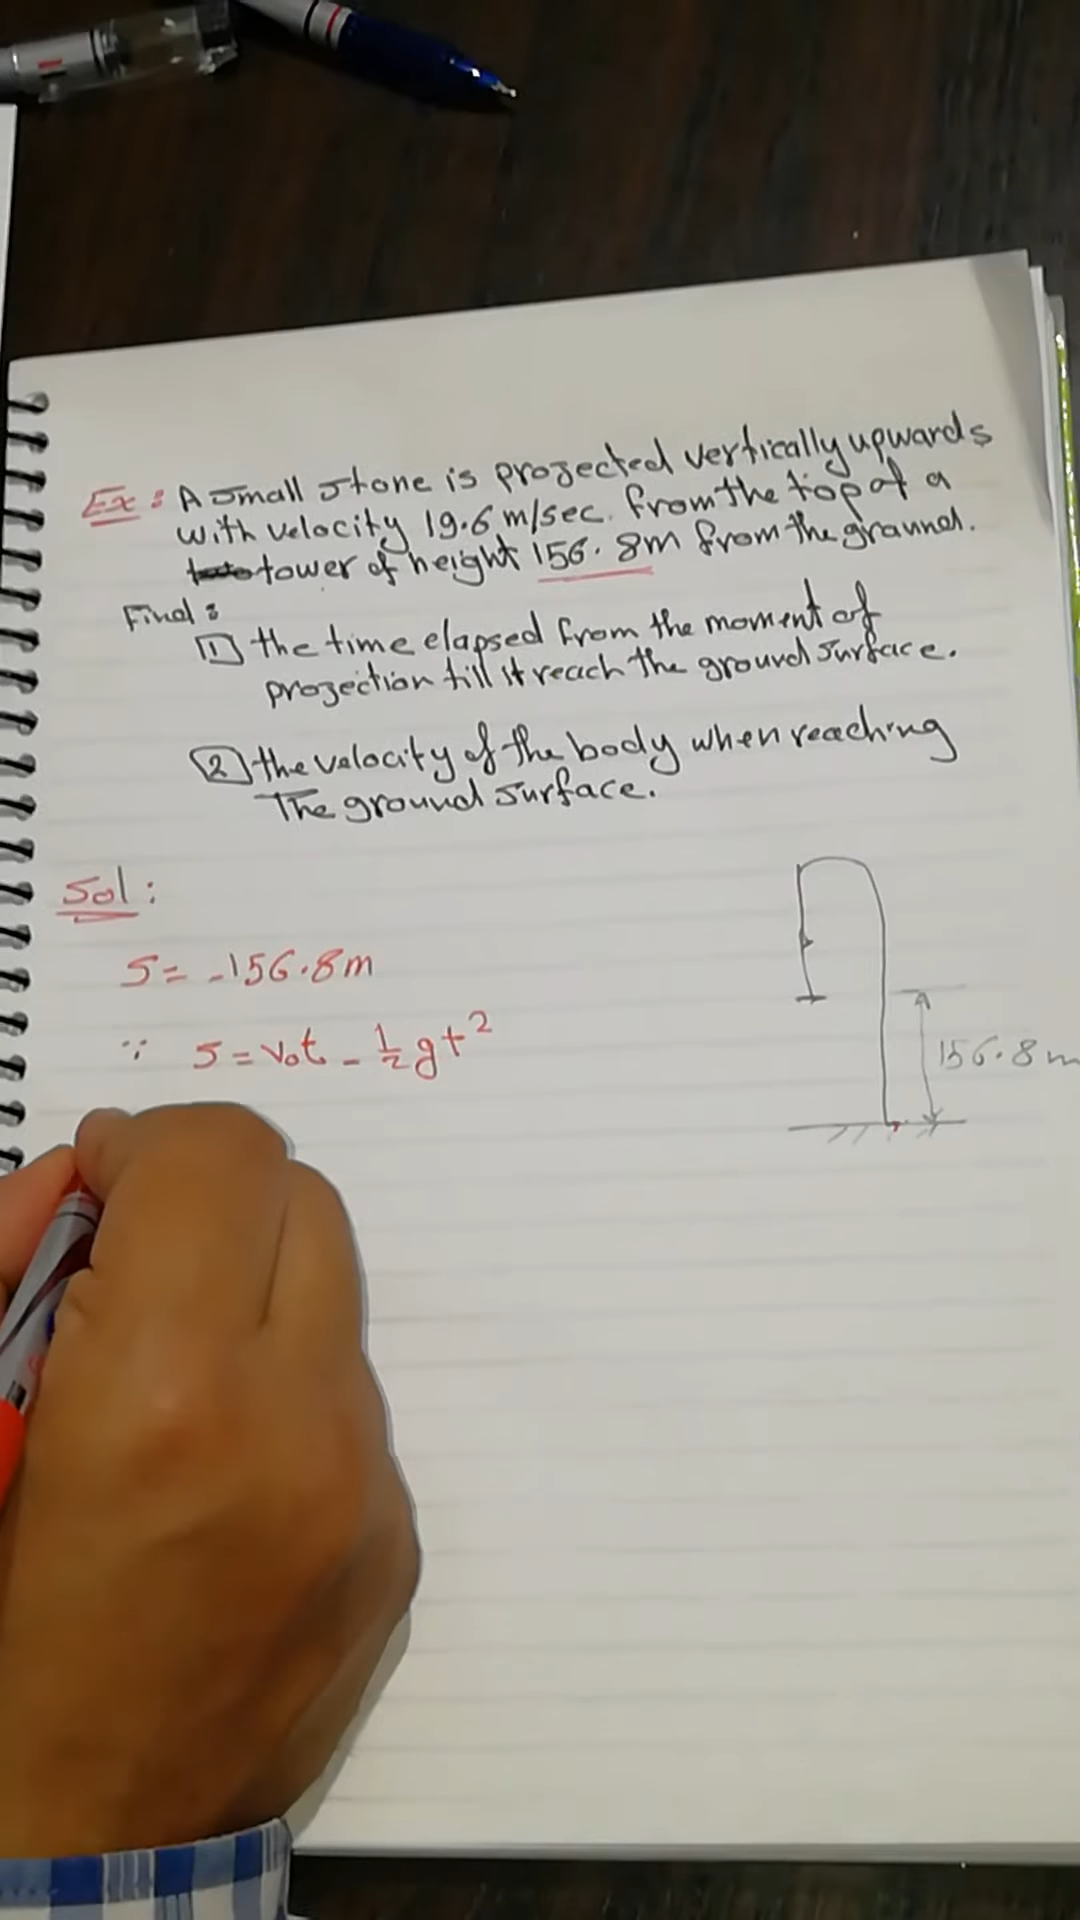 Ex: A small stone is projected vertically upwards
with velocity 19.6 m/sec. from the top of a
tower of height 156.8m from the grannd.
Find:
1 the time elapsed from the moment of
projection till it reach the ground surface.
2 the velocity of the body when reaching
The ground surface.
Sol:
S = -156.8m
∵ S = V₀t - ½gt²
156.8m